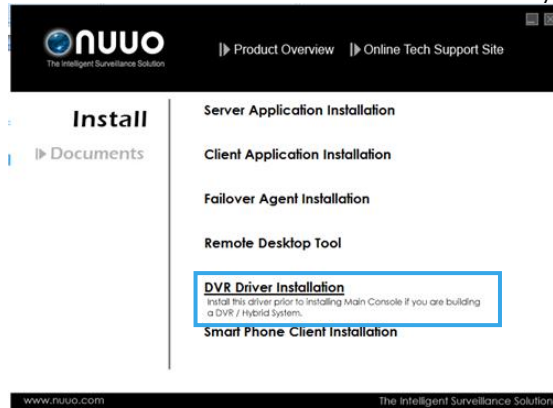 nuuo
The Intelligent Surveillance Solution
Product Overview
Online Tech Support Site
Install
Documents
Server Application Installation
Client Application Installation
Failover Agent Installation
Remote Desktop Tool
DVR Driver Installation
Install this driver prior to installing Main Console if you are building
a DVR / Hybrid System.
Smart Phone Client Installation
www.nuuo.com
The Intelligent Surveillance Solution